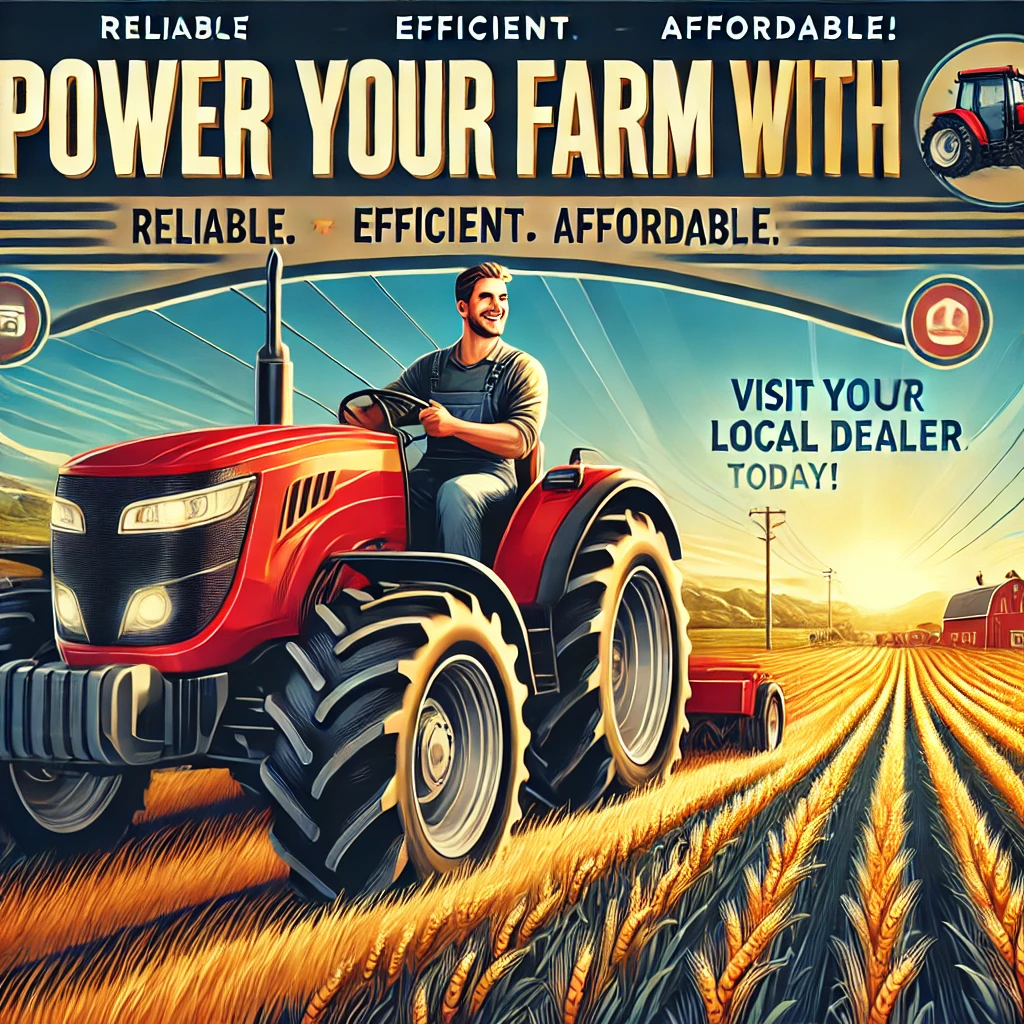 RELIABLE EFFICIENT. - AFFORDABLE!
POWER YOUR FARM WITH
RELIABLE. EFFICIENT. AFFORDABLE.
VISIT YOUR
LOCAL DEALER.
TODAY!